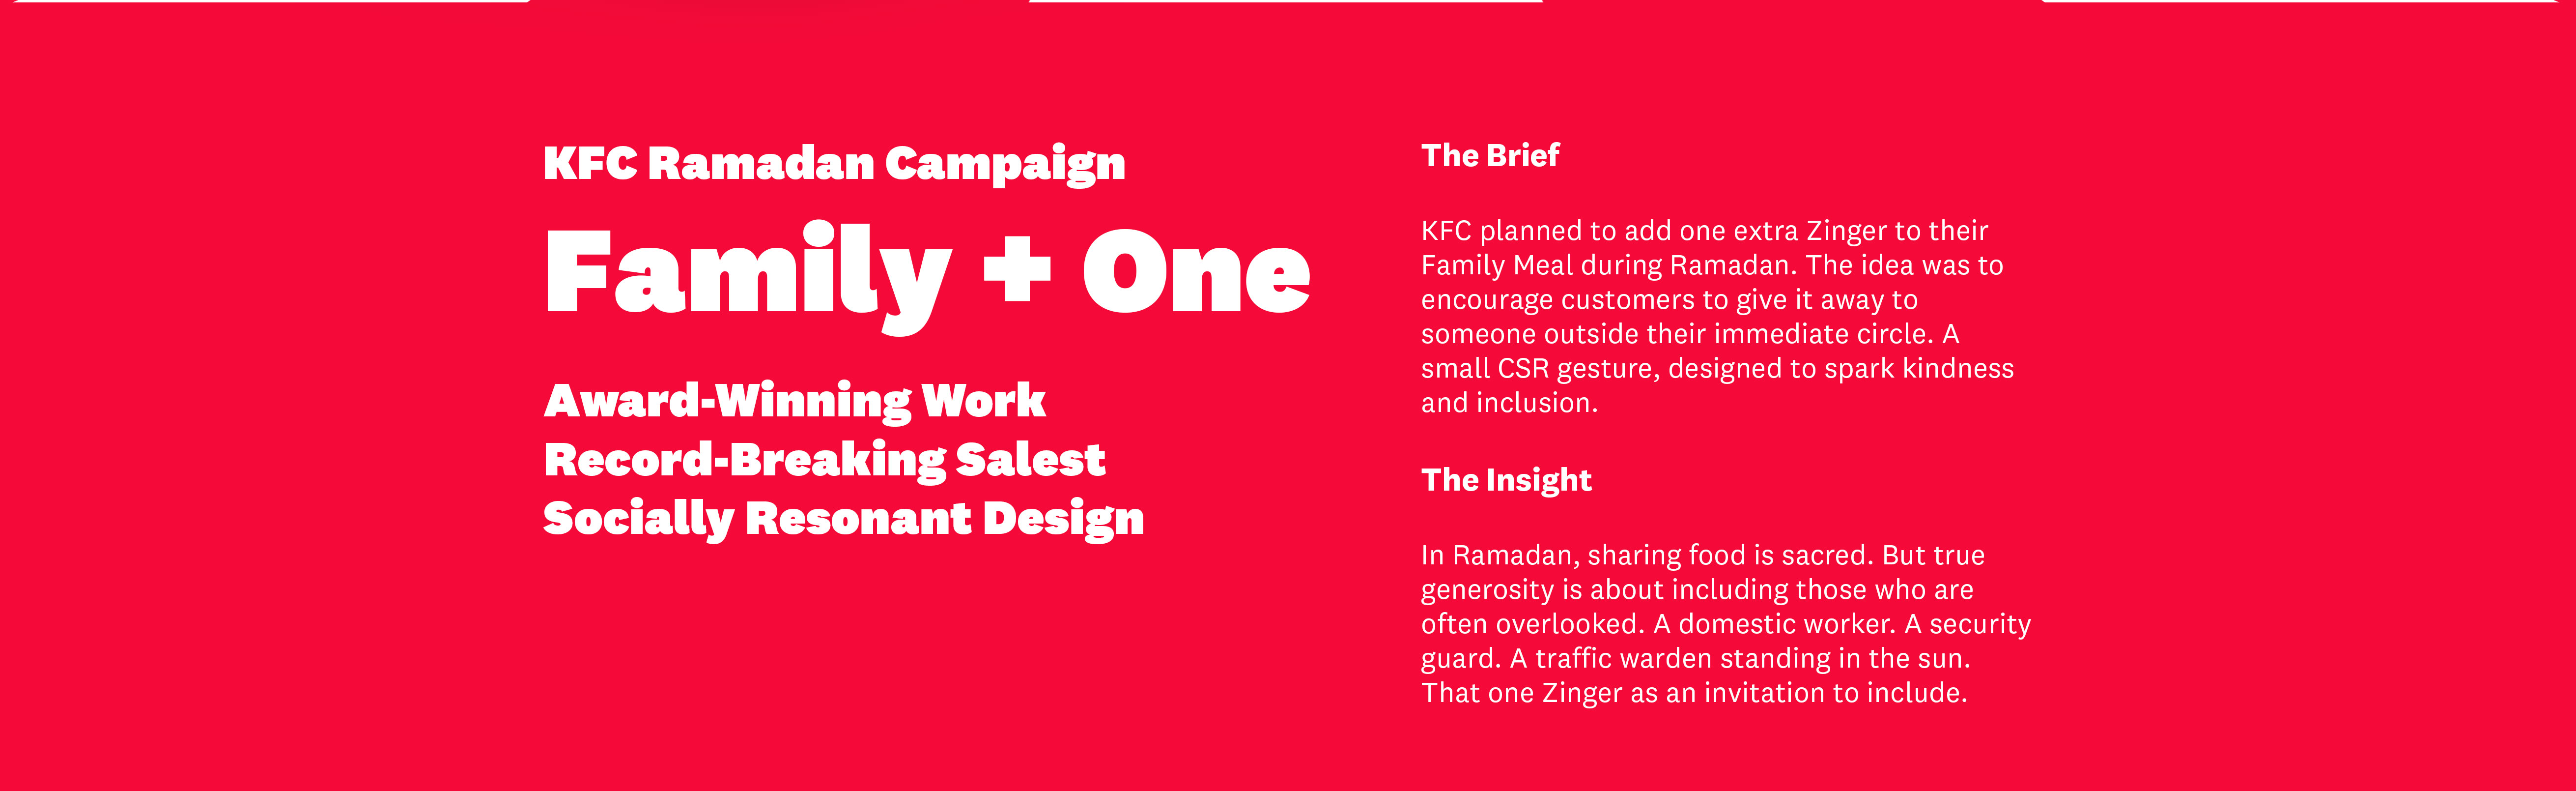 KFC Ramadan Campaign
Family + One
Award-Winning Work
Record-Breaking Salest
Socially Resonant Design
The Brief
KFC planned to add one extra Zinger to their
Family Meal during Ramadan. The idea was to
encourage customers to give it away to
someone outside their immediate circle. A
small CSR gesture, designed to spark kindness
and inclusion.
The Insight
In Ramadan, sharing food is sacred. But true
generosity is about including those who are
often overlooked. A domestic worker. A security
guard. A traffic warden standing in the sun.
That one Zinger as an invitation to include.